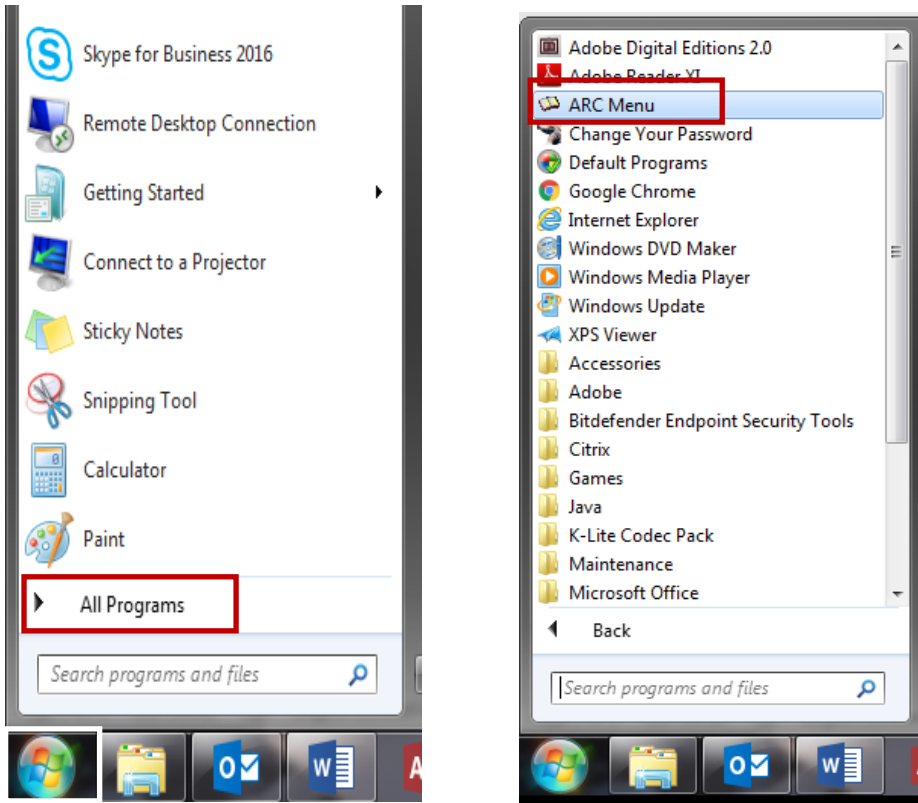 Skype for Business 2016
Remote Desktop Connection
Getting Started
Connect to a Projector
Sticky Notes
Snipping Tool
Calculator
Paint
All Programs
Search programs and files
Adobe Digital Editions 2.0
Adobe Reader XI
ARC Menu
Change Your Password
Default Programs
Google Chrome
Internet Explorer
Windows DVD Maker
Windows Media Player
Windows Update
XPS Viewer
Accessories
Adobe
Bitdefender Endpoint Security Tools
Citrix
Games
Java
K-Lite Codec Pack
Maintenance
Microsoft Office
Back
Search programs and files